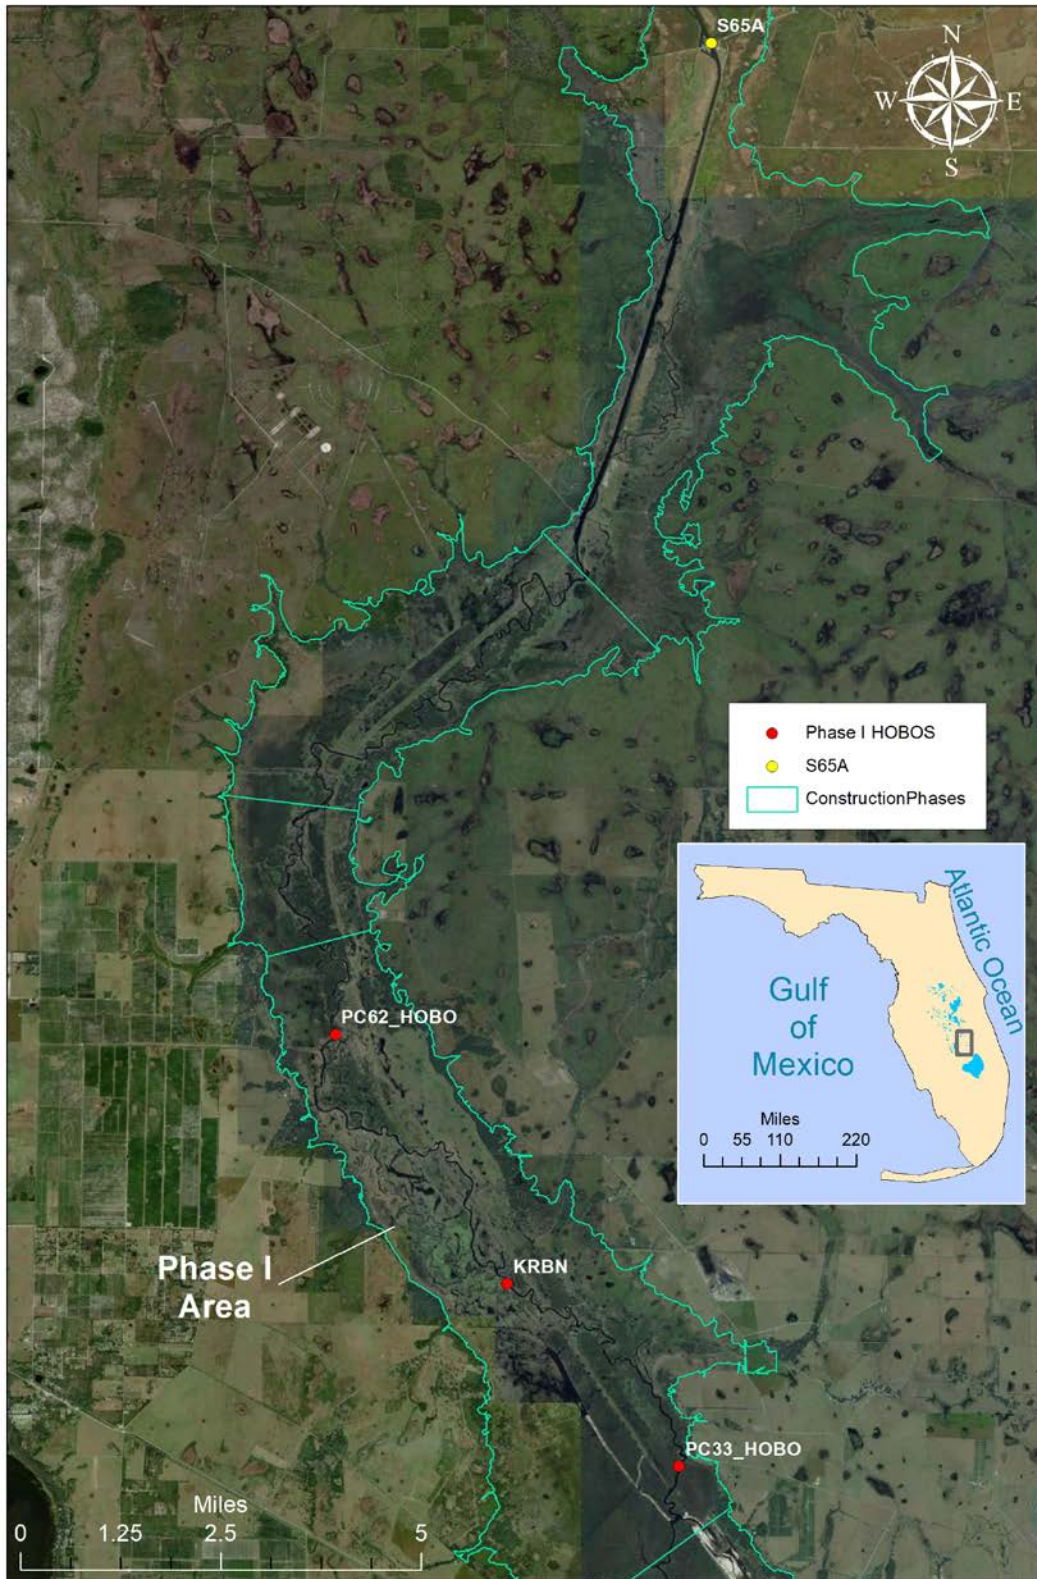 S65A
N
W
E
S
Phase I HOBOS
S65A
ConstructionPhases
Atlantic Ocean
Gulf
of
Mexico
Miles
0 55 110 220
PC62_HOBO
KRBN
Phase I
Area
PC33_HOBO
Miles
0 1.25 2.5 5